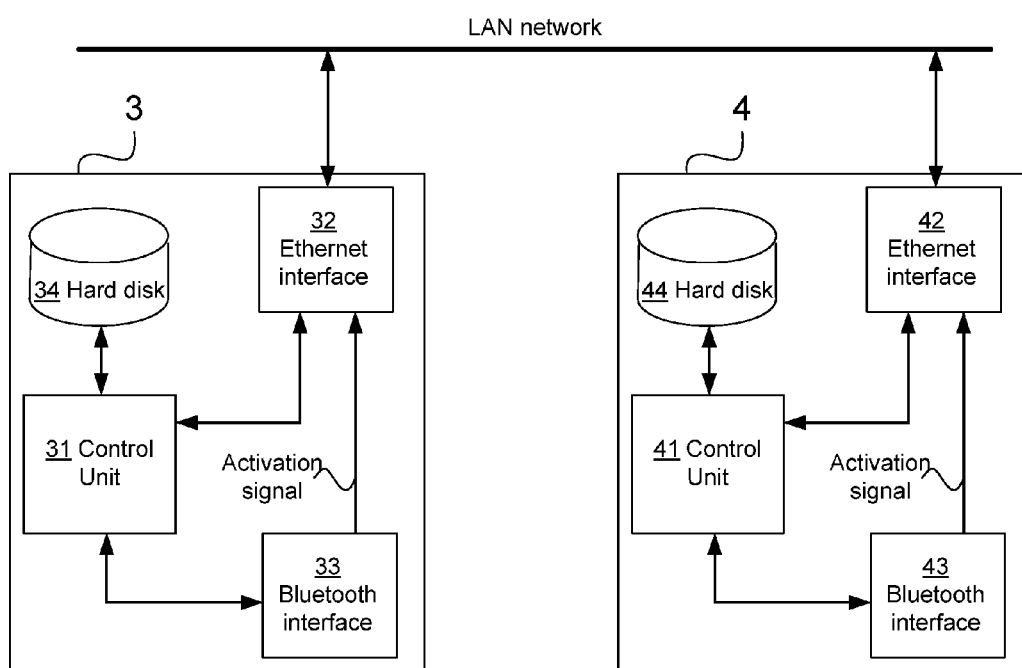 LAN network
3
4
32
Ethernet
interface
42
Ethernet
interface
34 Hard disk
44 Hard disk
31 Control
Unit
41 Control
Unit
Activation
signal
Activation
signal
33
Bluetooth
interface
43
Bluetooth
interface